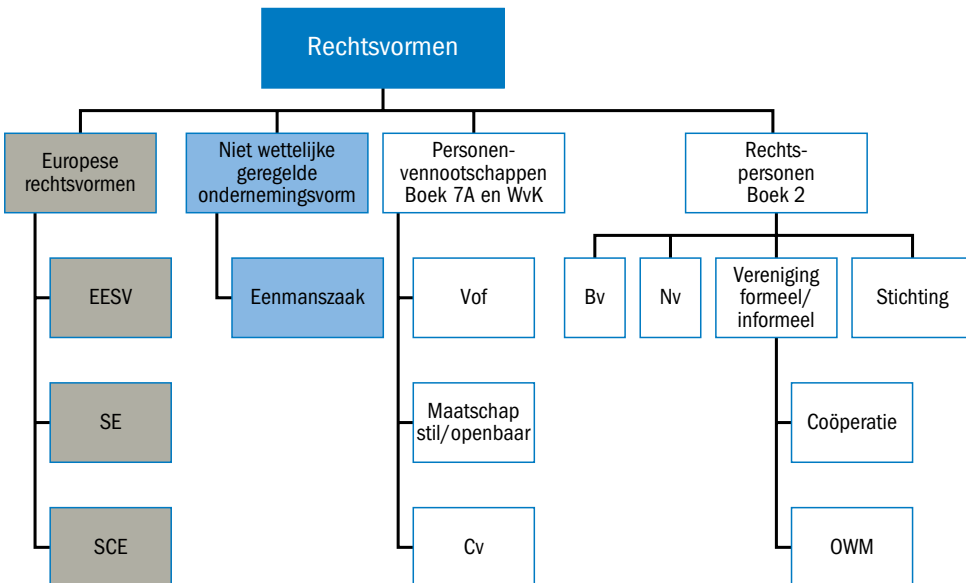 Rechtsvormen
Europese
rechtsvormen
Niet wettelijke
geregelde
ondernemingsvorm
Personen-
vennootschappen
Boek 7A en WvK
Rechts-
personen
Boek 2
EESV
Eenmanszaak
Vof
Bv
Nv
Vereniging
formeel/
informeel
Stichting
SE
Maatschap
stil/openbaar
Coöperatie
SCE
Cv
OWM